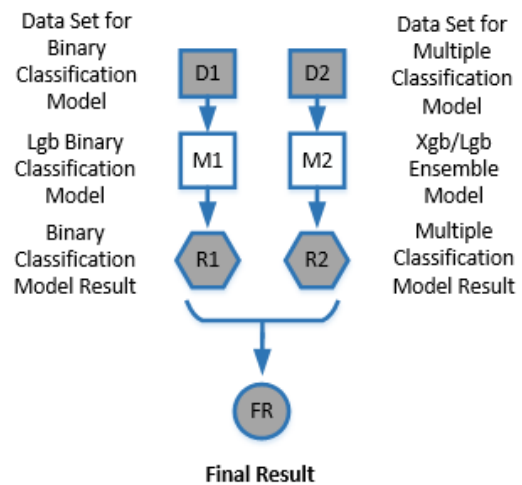 Data Set for
Binary
Classification
Model
D1
D2
Data Set for
Multiple
Classification
Model
Lgb Binary
Classification
Model
M1
M2
Xgb/Lgb
Ensemble
Model
Binary
Classification
Model Result
R1
R2
Multiple
Classification
Model Result
FR
Final Result